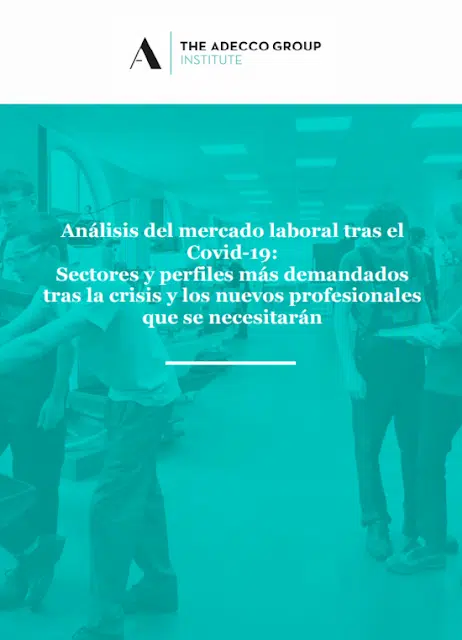 THE ADECCO GROUP
INSTITUTE
Análisis del mercado laboral tras el
Covid-19:
Sectores y perfiles más demandados
tras la crisis y los nuevos profesionales
que se necesitarán